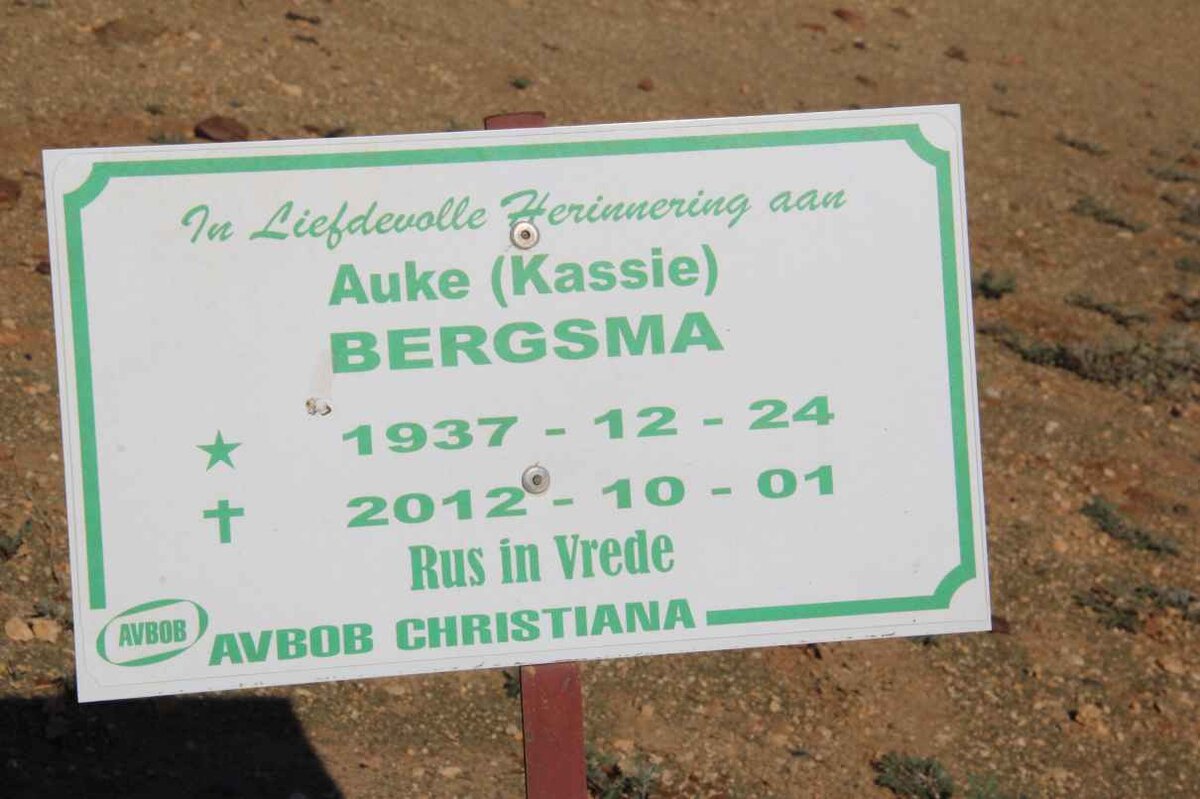 In Liefdevolle Herinnering aan
Auke (Kassie)
BERGSMA
1937 - 12 - 24
2012 - 10 - 01
Rus in Vrede
AVBOB AVBOB CHRISTIANA